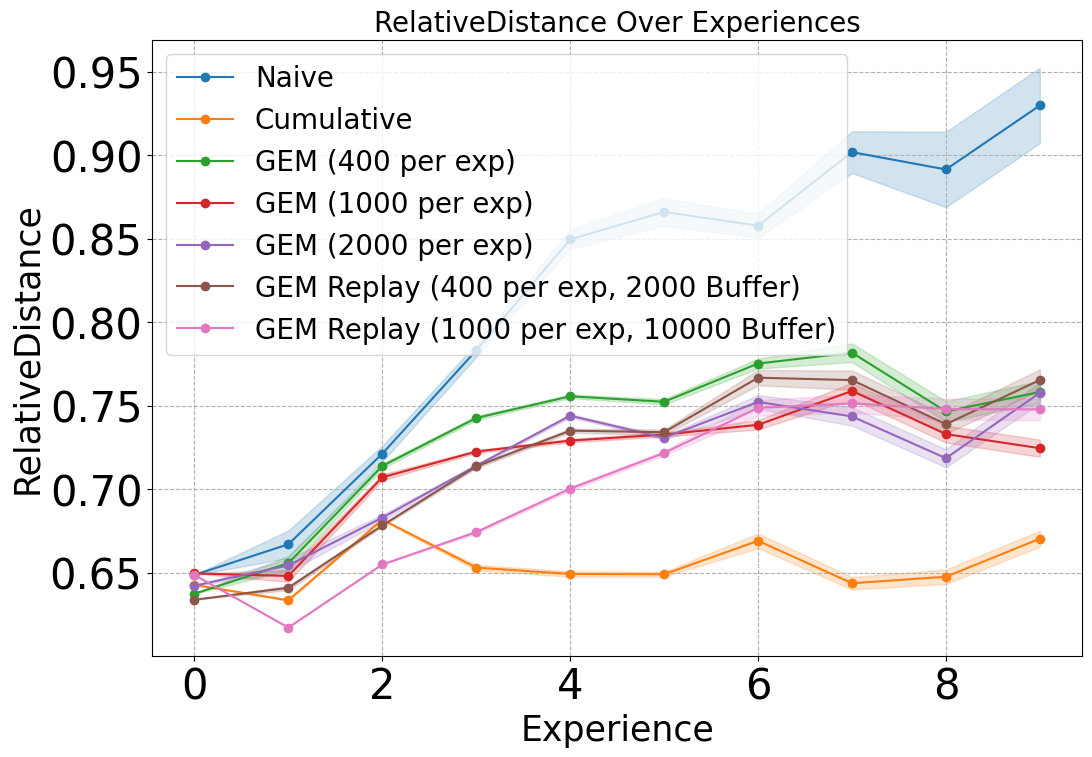 RelativeDistance Over Experiences
RelativeDistance
0.95
0.90
0.85
0.80
0.75
0.70
0.65
Naive
Cumulative
GEM (400 per exp)
GEM (1000 per exp)
GEM (2000 per exp)
GEM Replay (400 per exp, 2000 Buffer)
GEM Replay (1000 per exp, 10000 Buffer)
0 2 4 6 8
Experience